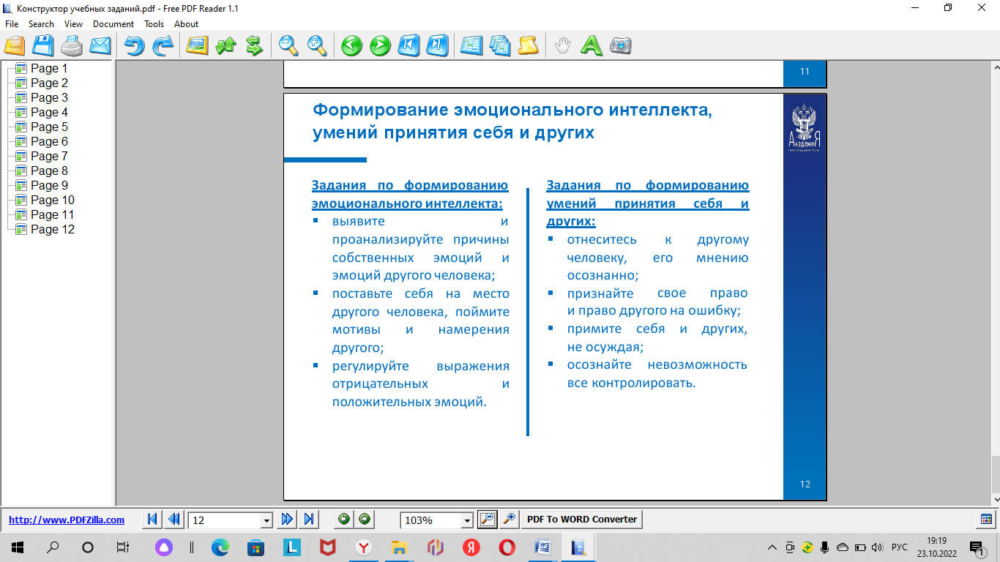 Конструктор учебных заданий.pdf - Free PDF Reader 1.1
File Search View Document Tools About
Page 1
Page 2
Page 3
Page 4
Page 5
Page 6
Page 7
Page 8
Page 9
Page 10
Page 11
Page 12
11
Формирование эмоционального интеллекта,
умений принятия себя и других
АкадемиЯ
Задания по формированию
эмоционального интеллекта:
▪ выявите и
проанализируйте причины
собственных эмоций и
эмоций другого человека;
▪ поставьте себя на место
другого человека, поймите
мотивы и намерения
другого;
▪ регулируйте выражения
отрицательных и
положительных эмоций.
Задания по формированию
умений принятия себя и
других:
▪ отнеситесь к другому
человеку, его мнению
осознанно;
▪ признайте свое право
и право другого на ошибку;
▪ примите себя и других,
не осуждая;
▪ осознайте невозможность
все контролировать.
12
http://www.PDFZilla.com
12
103%
PDF To WORD Converter
РУС
19:19
23.10.2022
1